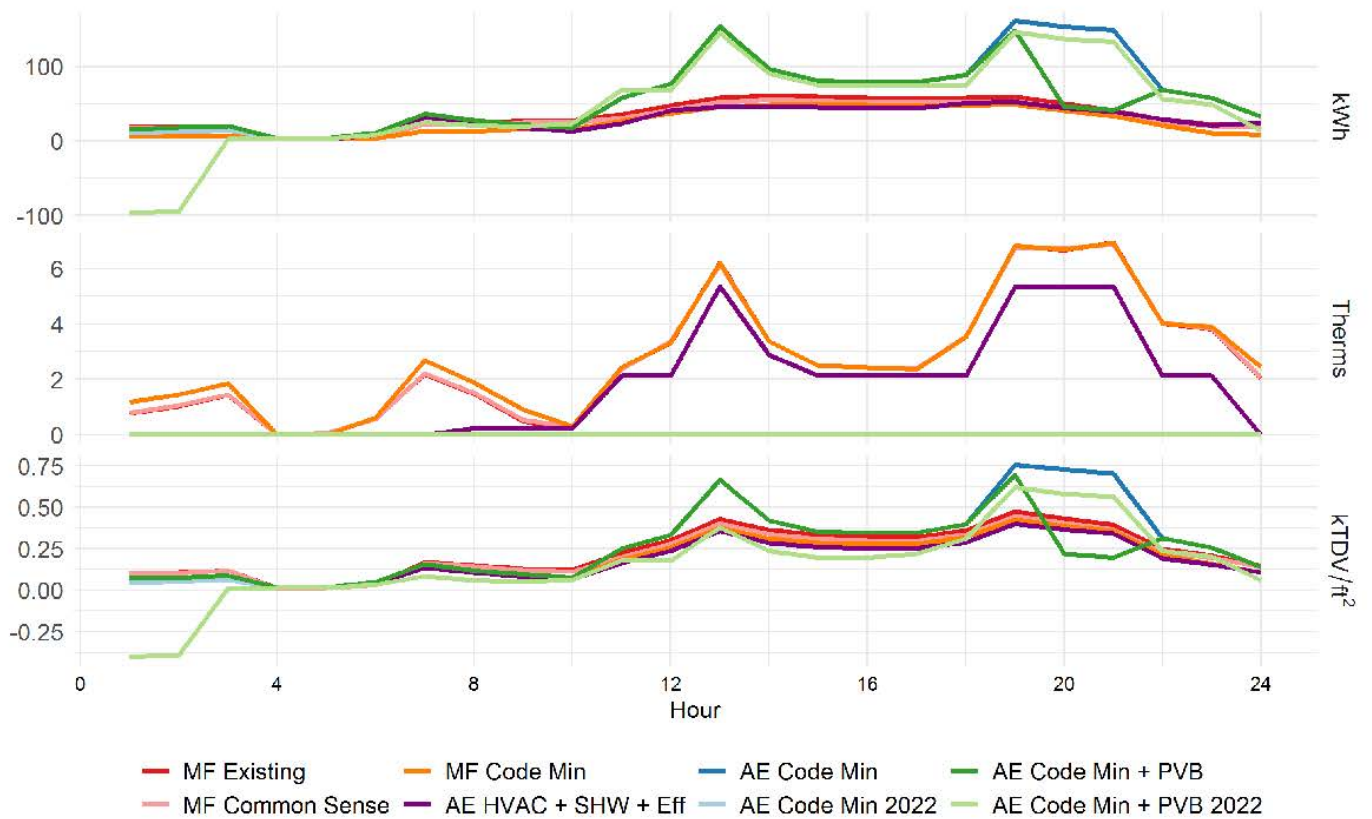 100
0
-100
kWh
6
4
2
0
Therms
0.75
0.50
0.25
0.00
-0.25
kTDV/ft²
0 4 8 12 16 20 24
Hour
MF Existing MF Code Min AE Code Min AE Code Min + PVB
MF Common Sense AE HVAC + SHW + Eff AE Code Min 2022 AE Code Min + PVB 2022